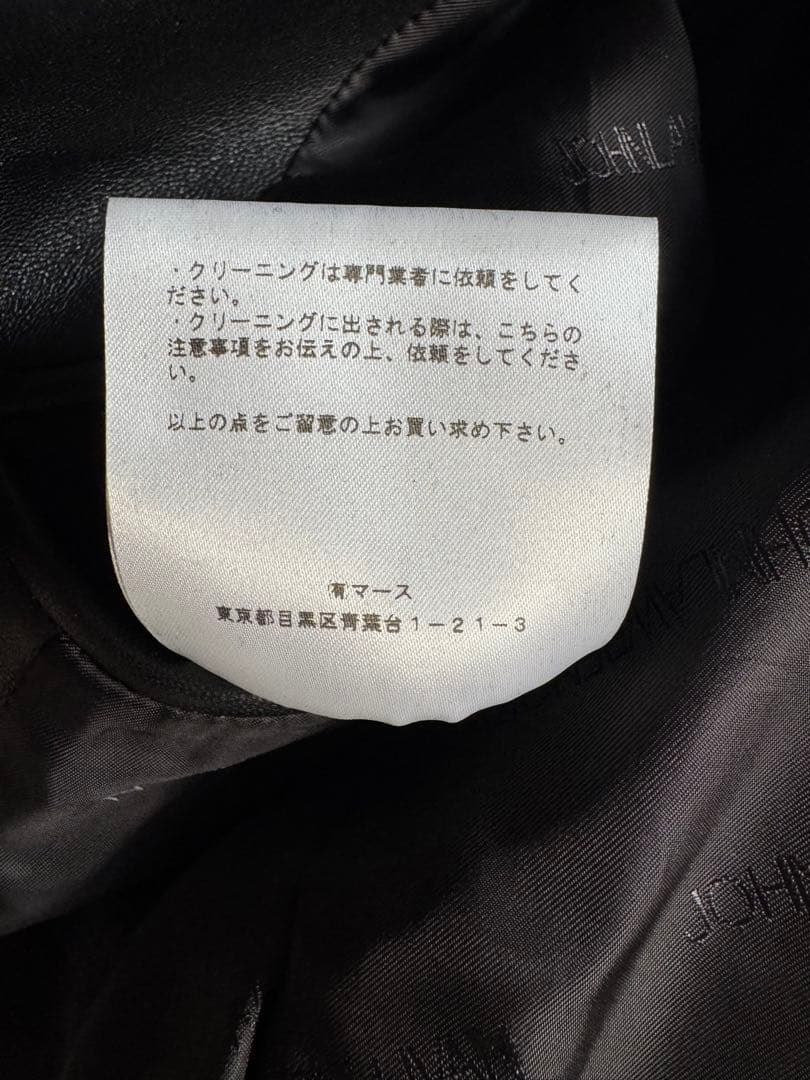 JOHNLAW
・クリーニングは専門業者に依頼をしてく
ださい。
・クリーニングに出される際は、こちらの
注意事項をお伝えの上、依頼をしてくださ
い。
以上の点をご留意の上お買い求め下さい。
㈲マース
東京都目黒区青葉台1-21-3
JOHN